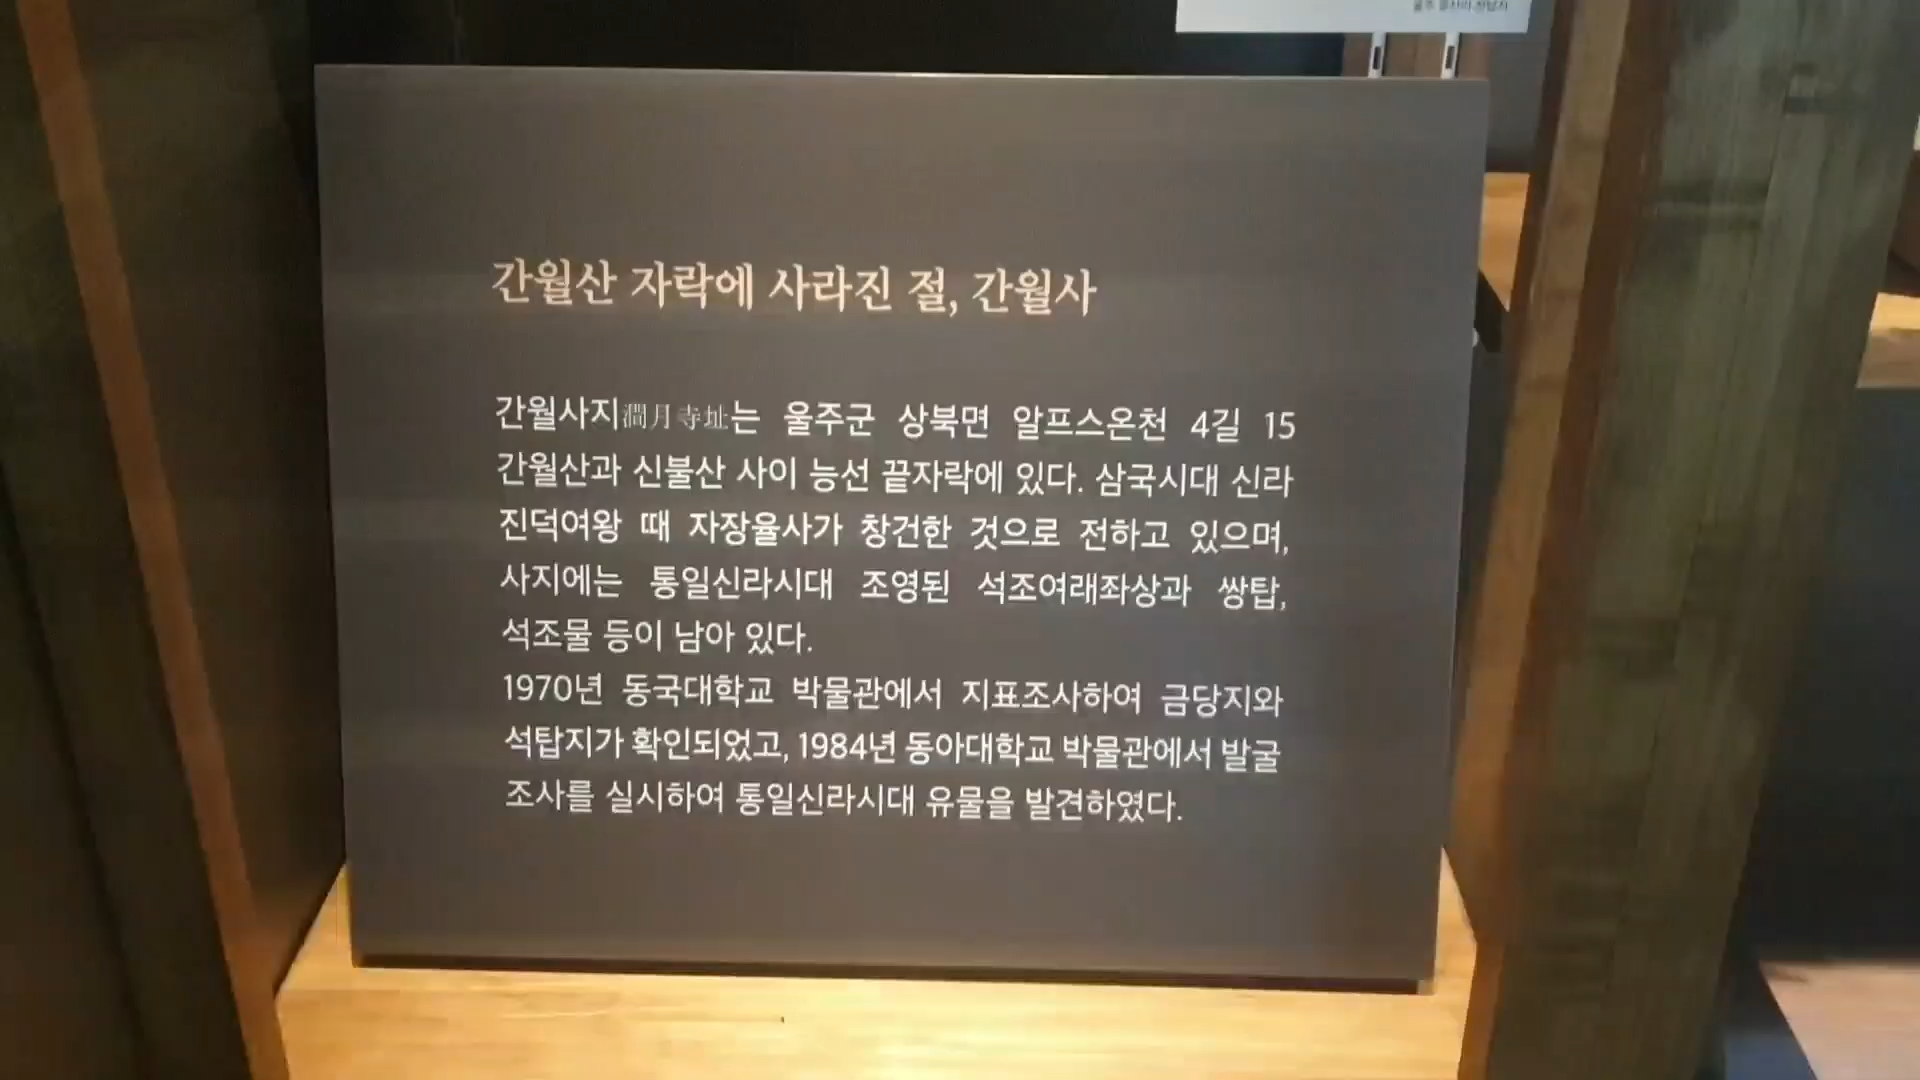 간월산 자락에 사라진 절, 간월사
간월사지澗月寺址는 울주군 상북면 알프스온천 4길 15
간월산과 신불산 사이 능선 끝자락에 있다. 삼국시대 신라
진덕여왕 때 자장율사가 창건한 것으로 전하고 있으며,
사지에는 통일신라시대 조영된 석조여래좌상과 쌍탑,
석조물 등이 남아 있다.
1970년 동국대학교 박물관에서 지표조사하여 금당지와
석탑지가 확인되었고, 1984년 동아대학교 박물관에서 발굴
조사를 실시하여 통일신라시대 유물을 발견하였다.